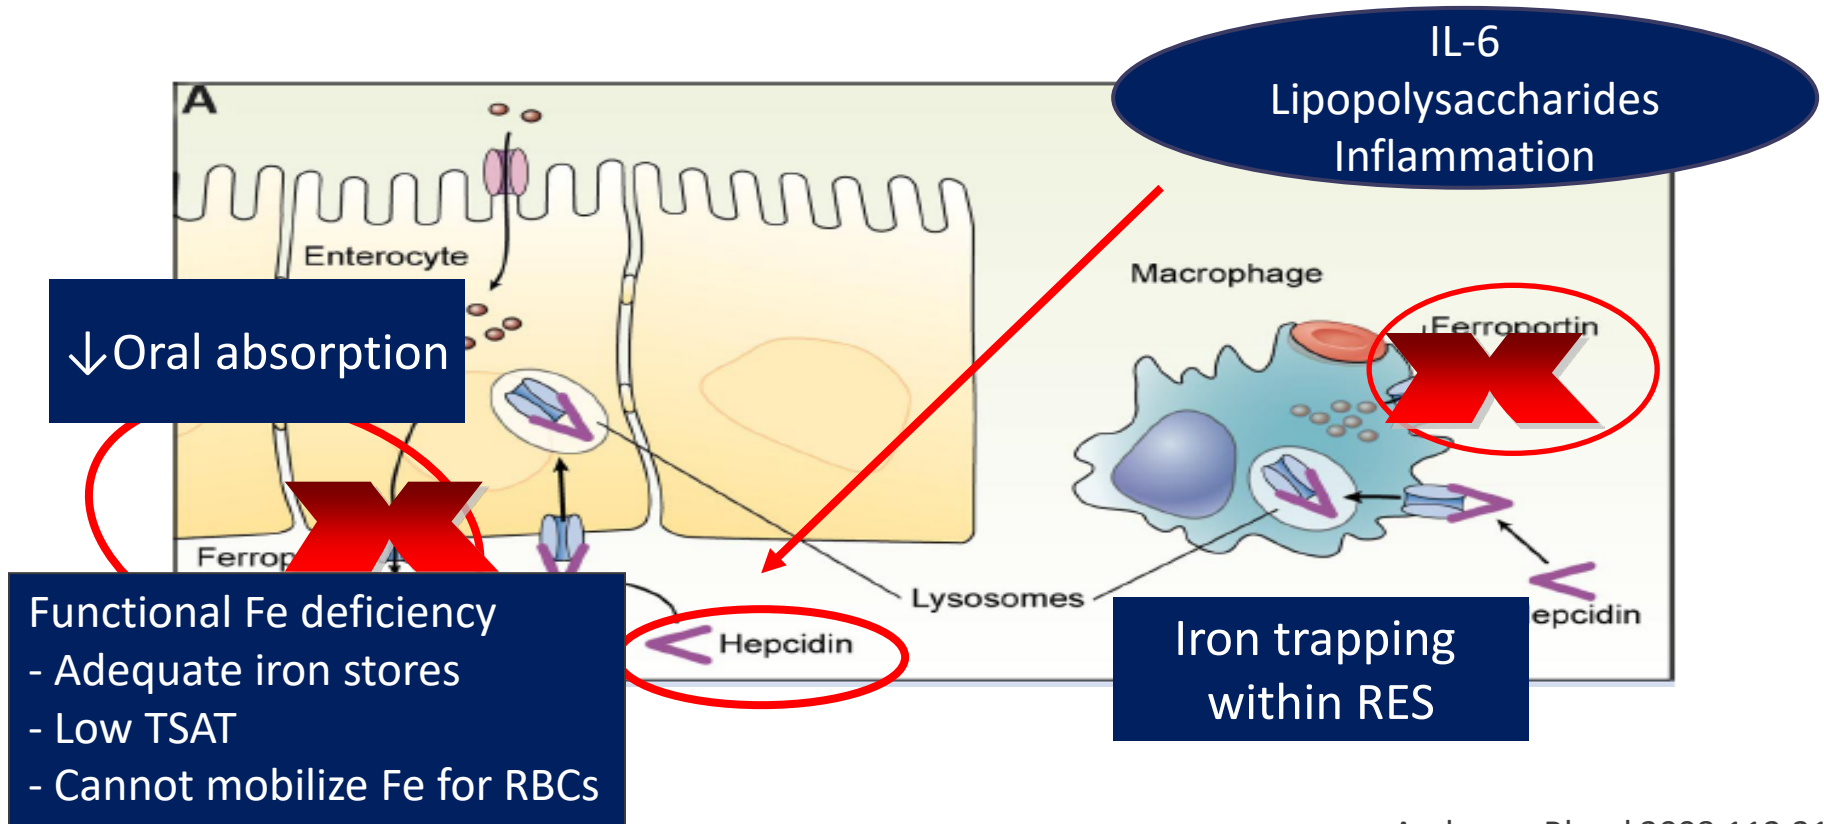 IL-6
Lipopolysaccharides
Inflammation
A
Enterocyte
Macrophage
Ferroportin
↓Oral absorption
Ferrop
Lysosomes
Functional Fe deficiency
- Adequate iron stores
- Low TSAT
- Cannot mobilize Fe for RBCs
Hepcidin
epcidin
Iron trapping
within RES